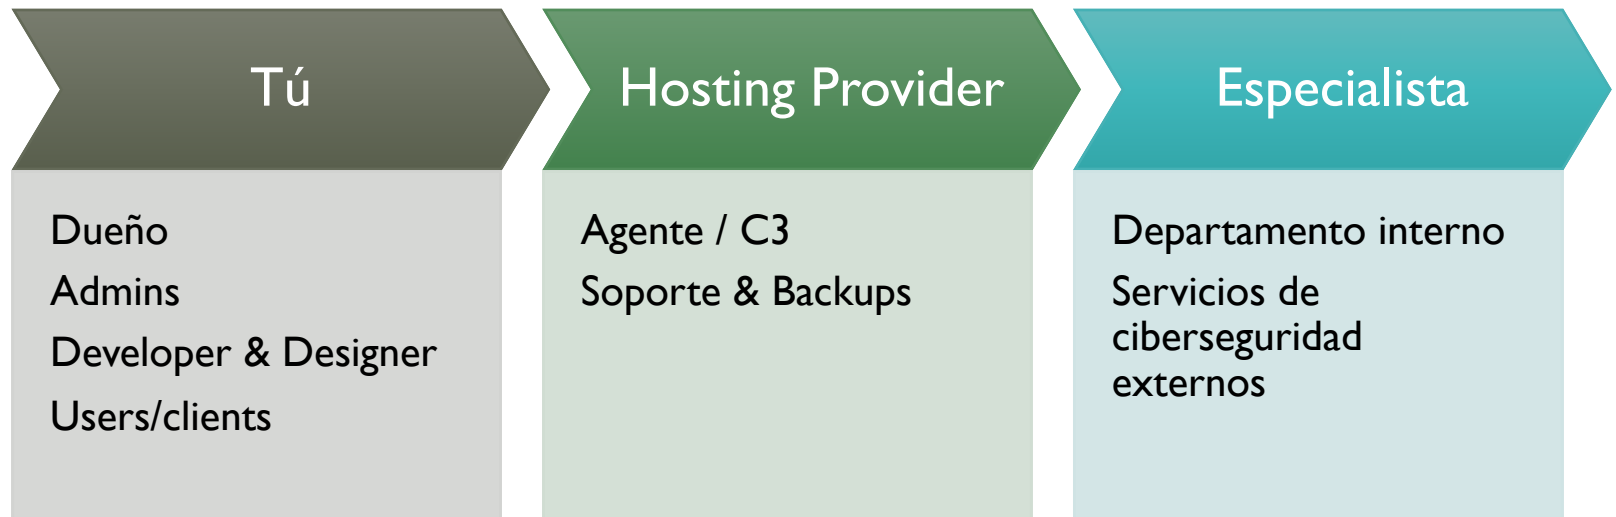 Tú
Dueño
Admins
Developer & Designer
Users/clients
Hosting Provider
Agente / C3
Soporte & Backups
Especialista
Departamento interno
Servicios de
ciberseguridad
externos